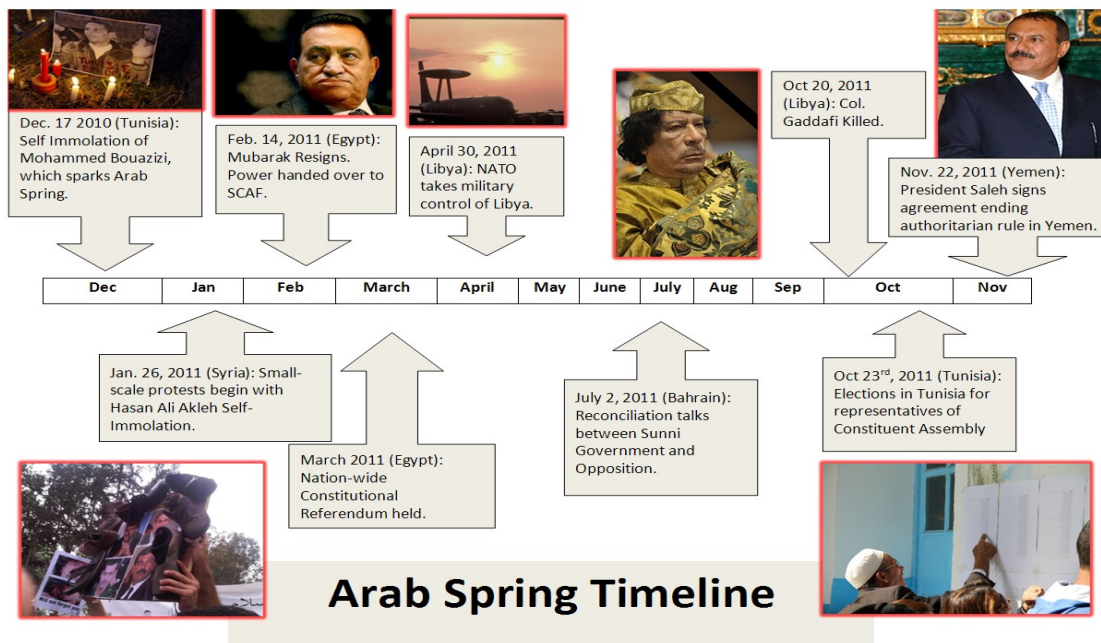 Dec. 17 2010 (Tunisia):
Self Immolation of
Mohammed Bouazizi,
which sparks Arab
Spring.
Feb. 14, 2011 (Egypt):
Mubarak Resigns.
Power handed over to
SCAF.
April 30, 2011
(Libya): NATO
takes military
control of Libya.
Oct 20, 2011
(Libya): Col.
Gaddafi Killed.
Nov. 22, 2011 (Yemen):
President Saleh signs
agreement ending
authoritarian rule in Yemen.
Dec Jan Feb March April May June July Aug Sep Oct Nov
Jan. 26, 2011 (Syria): Small-
scale protests begin with
Hasan Ali Akleh Self-
Immolation.
March 2011 (Egypt):
Nation-wide
Constitutional
Referendum held.
July 2, 2011 (Bahrain):
Reconciliation talks
between Sunni
Government and
Opposition.
Oct 23rd, 2011 (Tunisia):
Elections in Tunisia for
representatives of
Constituent Assembly
Arab Spring Timeline